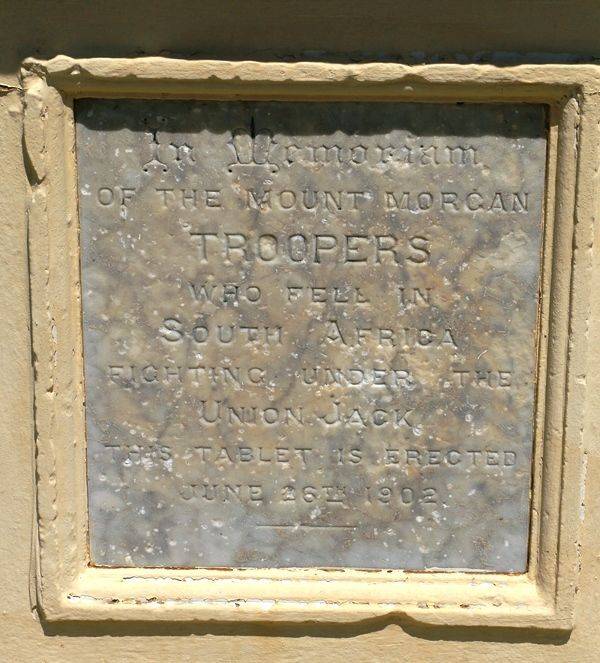 In Memoriam
OF THE MOUNT MORGAN
TROOPERS
WHO FELL IN
SOUTH AFRICA
FIGHTING UNDER THE
UNION JACK
THIS TABLET IS ERECTED
JUNE 26TH 1902.